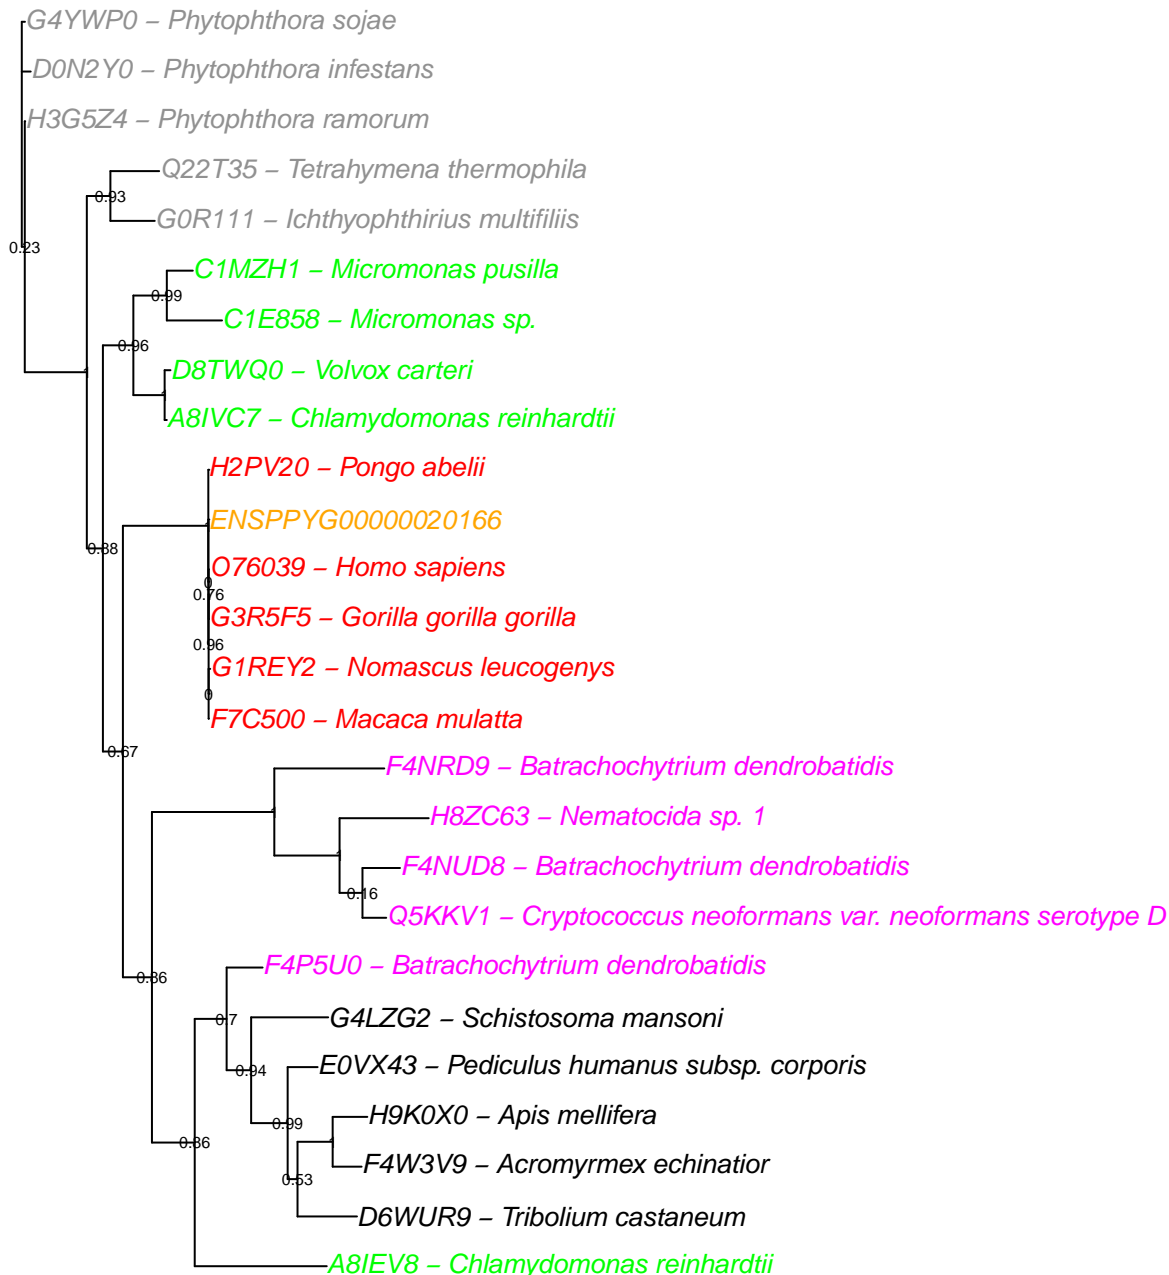 G4YWP0 – Phytophthora sojae
D0N2Y0 – Phytophthora infestans
H3G5Z4 – Phytophthora ramorum
Q22T35 – Tetrahymena thermophila
0.93
G0R111 – Ichthyophthirius multifiliis
0.23
C1MZH1 – Micromonas pusilla
0.99
C1E858 – Micromonas sp.
0.96
D8TWQ0 – Volvox carteri
1
1
A8IVC7 – Chlamydomonas reinhardtii
H2PV20 – Pongo abelii
ENSPPYG00000020166
1
0.88
O76039 – Homo sapiens
0
0.76
G3R5F5 – Gorilla gorilla gorilla
0.96
G1REY2 – Nomascus leucogenys
0
F7C500 – Macaca mulatta
0.67
F4NRD9 – Batrachochytrium dendrobatidis
1
H8ZC63 – Nematocida sp. 1
1
F4NUD8 – Batrachochytrium dendrobatidis
0.16
Q5KKV1 – Cryptococcus neoformans var. neoformans serotype D
F4P5U0 – Batrachochytrium dendrobatidis
0.86
G4LZG2 – Schistosoma mansoni
0.7
E0VX43 – Pediculus humanus subsp. corporis
0.94
H9K0X0 – Apis mellifera
0.99
1
0.86
F4W3V9 – Acromyrmex echinatior
0.53
D6WUR9 – Tribolium castaneum
A8IEV8 – Chlamydomonas reinhardtii